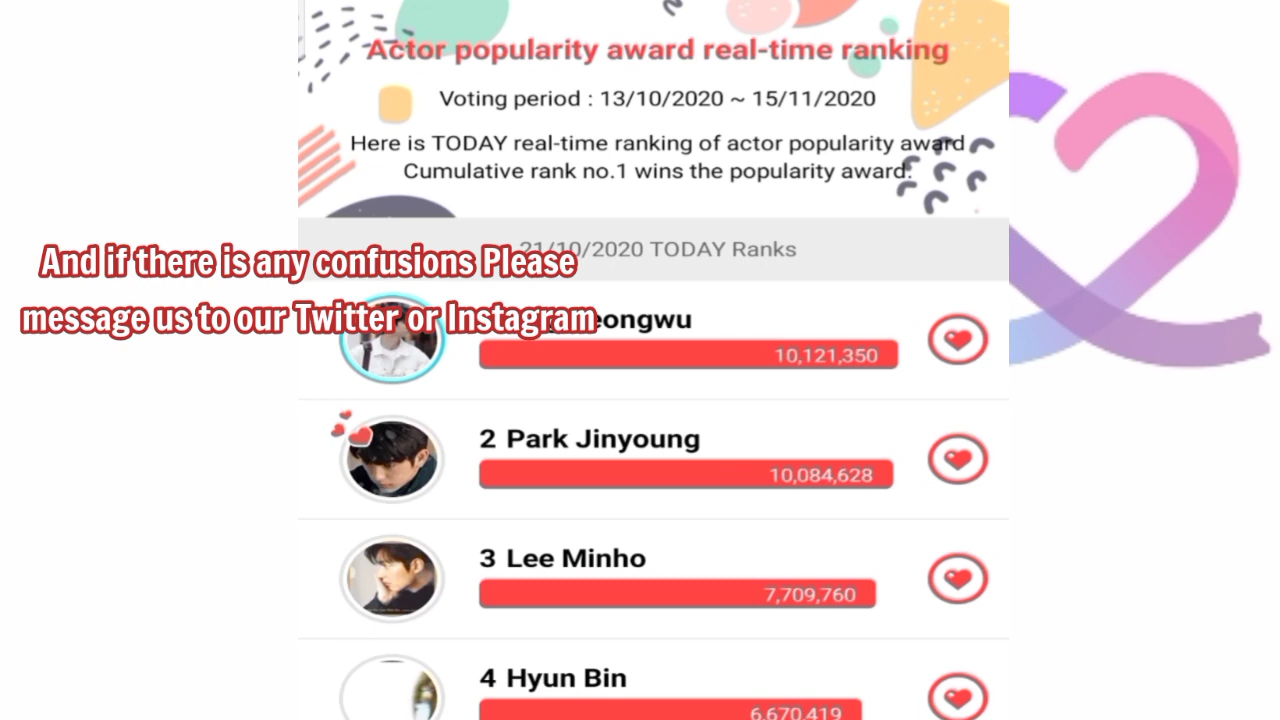 Actor popularity award real-time ranking
Voting period : 13/10/2020 ~ 15/11/2020
Here is TODAY real-time ranking of actor popularity award
Cumulative rank no.1 wins the popularity award.
21/10/2020 TODAY Ranks
And if there is any confusions Please
message us to our Twitter or Instagram
10,121,350
2 Park Jinyoung
10,084,628
3 Lee Minho
7,709,760
4 Hyun Bin
6,670,419